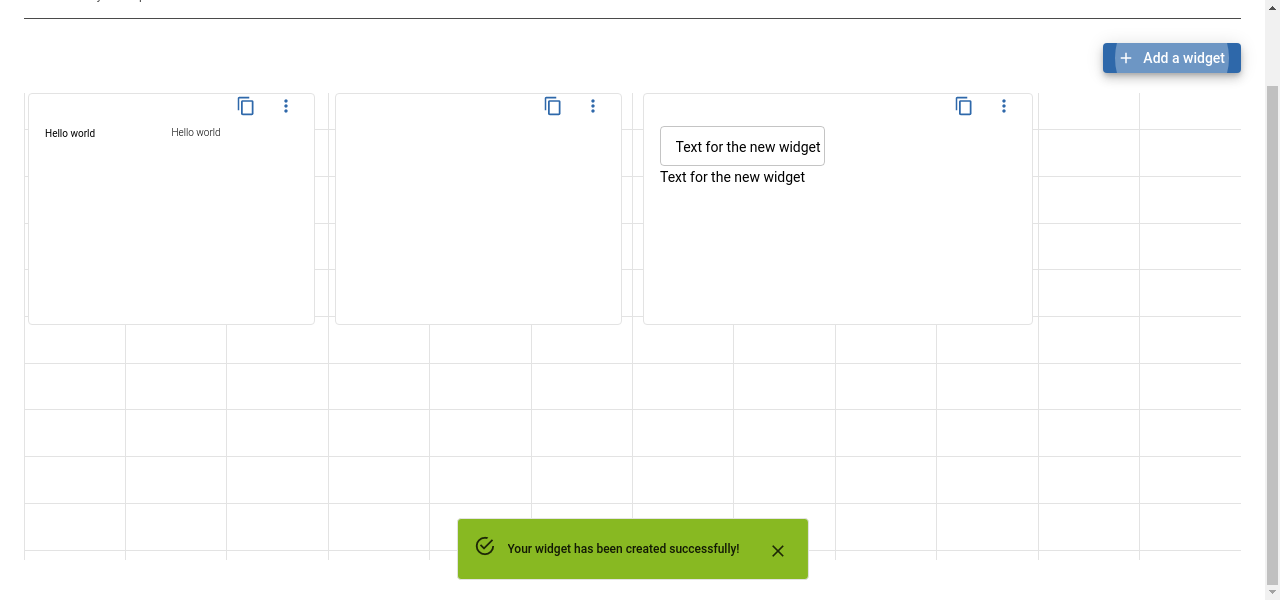 Add a widget
Hello world
Hello world
Text for the new widget
Text for the new widget
Your widget has been created successfully!